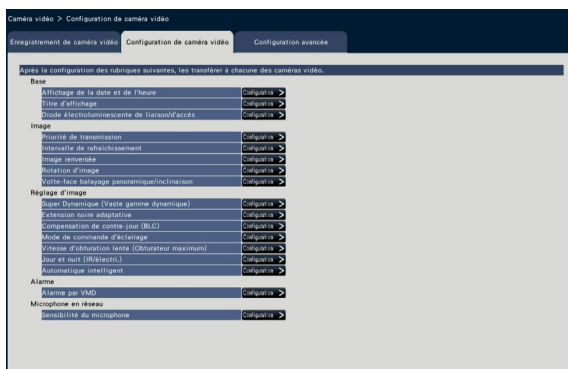 Caméra vidéo > Configuration de caméra vidéo
Enregistrement de caméra vidéo Configuration de caméra vidéo Configuration avancée
Après la configuration des rubriques suivantes, les transférer à chacune des caméras vidéo.
Base
Affichage de la date et de l'heure Configuration >
Titre d'affichage Configuration >
Diode électroluminescente de liaison/d'accès Configuration >
Image
Priorité de transmission Configuration >
Intervalle de rafraîchissement Configuration >
Image renversée Configuration >
Rotation d'image Configuration >
Volte-face balayage panoramique/inclinaison Configuration >
Réglage d'image
Super Dynamique (Vaste gamme dynamique) Configuration >
Extension noire adaptative Configuration >
Compensation de contre-jour (BLC) Configuration >
Mode de commande d'éclairage Configuration >
Vitesse d'obturation lente (Obturateur maximum) Configuration >
Jour et nuit (IR/électri.) Configuration >
Automatique intelligent Configuration >
Alarme
Alarme par VMD Configuration >
Microphone en réseau
Sensibilité du microphone Configuration >